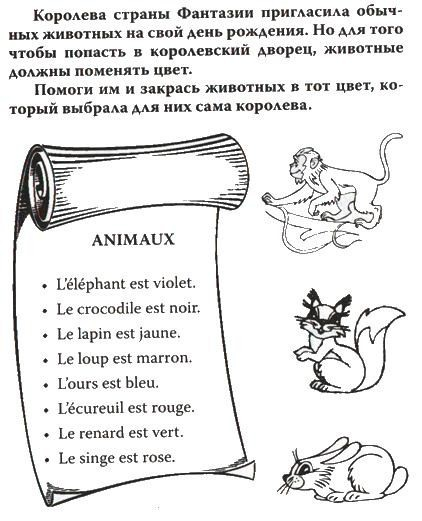 Королева страны Фантазии пригласила обыч-
ных животных на свой день рождения. Но для того
чтобы попасть в королевский дворец, животные
должны поменять цвет.
Помоги им и закрась животных в тот цвет, ко-
торый выбрала для них сама королева.
ANIMAUX
• L'éléphant est violet.
• Le crocodile est noir.
• Le lapin est jaune.
• Le loup est marron.
• L'ours est bleu.
• L'écureuil est rouge.
• Le renard est vert.
• Le singe est rose.